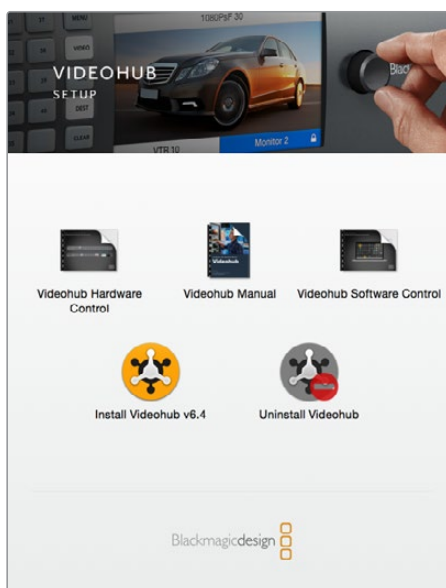 1080PsF 30
MENU
VIDEO
VIDEOHUB
SETUP
DEST
CLEAR
VTR 10
Monitor 2
Videohub Hardware
Control
Videohub Manual
Videohub Software Control
Install Videohub v6.4
Uninstall Videohub
Blackmagicdesign